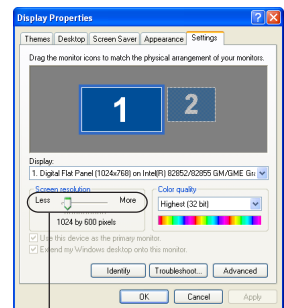 Display Properties
Themes Desktop Screen Saver Appearance Settings
Drag the monitor icons to match the physical arrangement of your monitors.
1 2
Display:
1. Digital Flat Panel (1024x768) on Intel(R) 82852/82855 GM/GME Gra
Screen resolution
Less More
1024 by 600 pixels
Color quality
Highest (32 bit)
Use this device as the primary monitor.
Extend my Windows desktop onto this monitor.
Identify Troubleshoot... Advanced
OK Cancel Apply